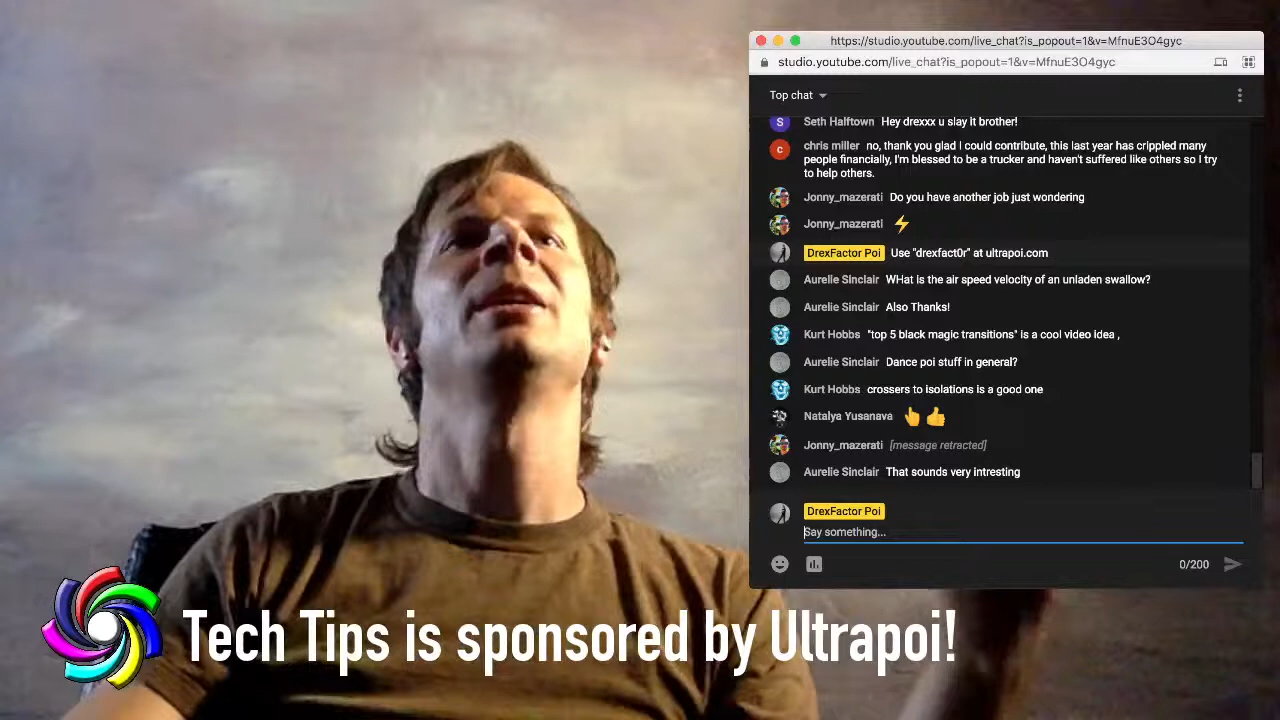 https://studio.youtube.com/live_chat?is_popout=1&v=MfnuE3O4gyc
studio.youtube.com/live_chat?is_popout=1&v=MfnuE3O4gyc
Top chat
S
Seth Halftown Hey drexxx u slay it brother!
c
chris miller no, thank you glad I could contribute, this last year has crippled many
people financially, I'm blessed to be a trucker and haven't suffered like others so I try
to help others.
Jonny_mazerati Do you have another job just wondering
Jonny_mazerati ⚡
DrexFactor Poi Use "drexfact0r" at ultrapoi.com
Aurelie Sinclair WHat is the air speed velocity of an unladen swallow?
Aurelie Sinclair Also Thanks!
Kurt Hobbs "top 5 black magic transitions" is a cool video idea ,
Aurelie Sinclair Dance poi stuff in general?
Kurt Hobbs crossers to isolations is a good one
Natalya Yusanava 👆👍
Jonny_mazerati [message retracted]
Aurelie Sinclair That sounds very intresting
DrexFactor Poi
Say something...
0/200
Tech Tips is sponsored by Ultrapoi!